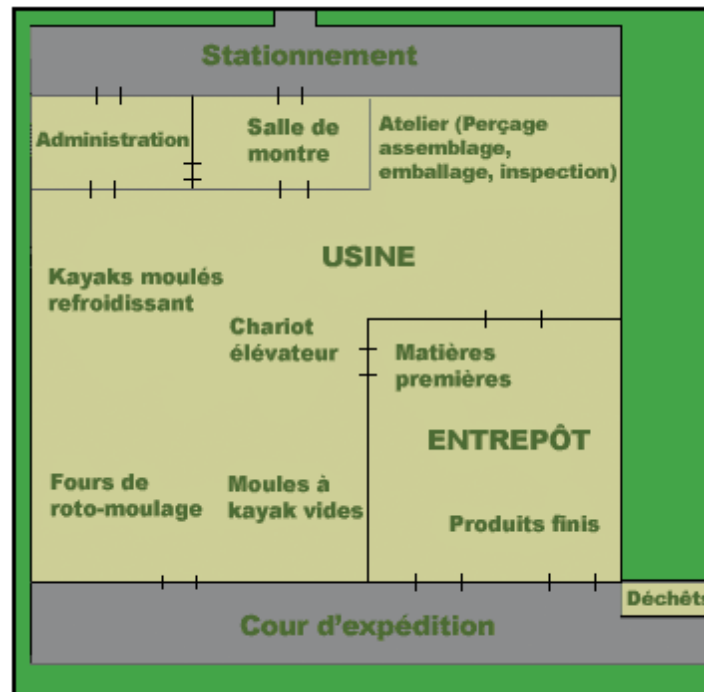 Stationnement
Administration
Salle de
montre
Atelier (Perçage
assemblage,
emballage, inspection)
USINE
Kayaks moulés
refroidissant
Chariot
élévateur
Matières
premières
ENTREPÔT
Fours de
roto-moulage
Moules à
kayak vides
Produits finis
Déchêts
Cour d'expédition